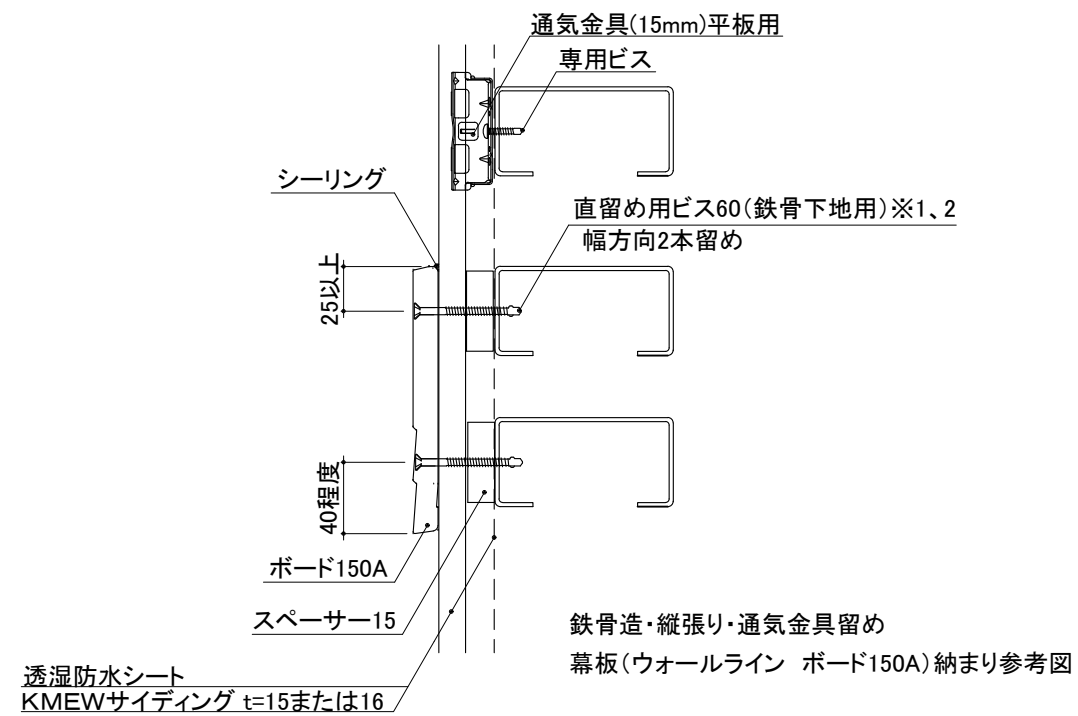 通気金具(15mm)平板用
専用ビス
シーリング
直留め用ビス60(鉄骨下地用)※1、2
幅方向2本留め
25以上
40程度
ボード150A
スペーサー15
鉄骨造・縦張り・通気金具留め
幕板(ウォールライン ボード150A)納まり参考図
透湿防水シート
KMEWサイディング t=15または16